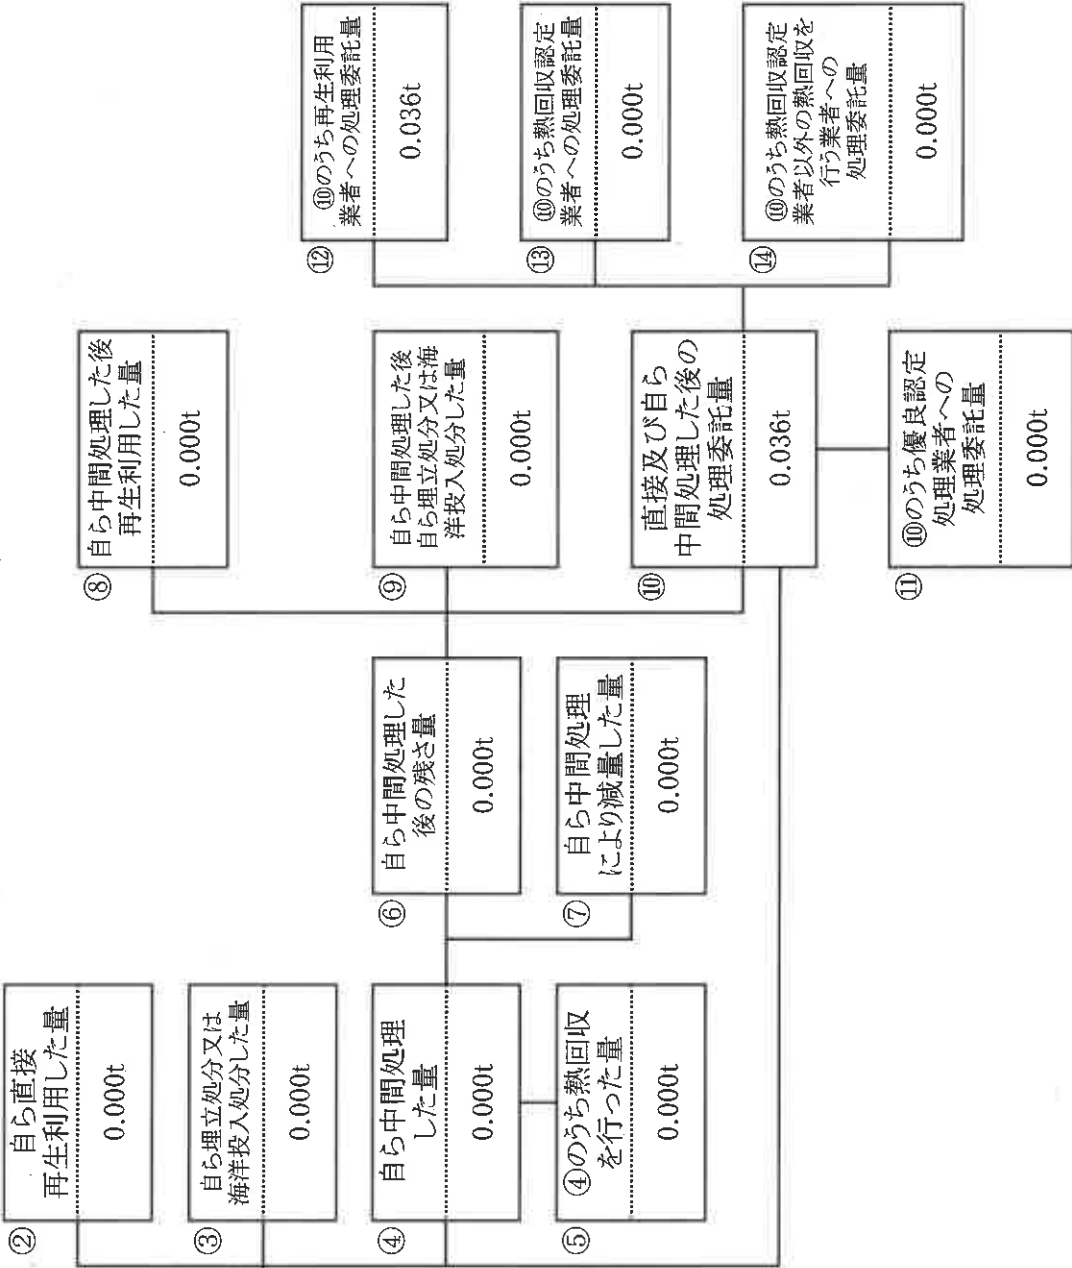 ②
自ら直接
再生利用した量
0.000t
③
自ら埋立処分又は
海洋投入処分した量
0.000t
④
自ら中間処理
した量
0.000t
⑤
④のうち熱回収
を行った量
0.000t
⑥
自ら中間処理した
後の残さ量
0.000t
⑦
自ら中間処理
により減量した量
0.000t
⑧
自ら中間処理した後
再生利用した量
0.000t
⑨
自ら中間処理した後
自ら埋立処分又は海
洋投入処分した量
0.000t
⑩
直接及び自ら
中間処理した後の
処理委託量
0.036t
⑪
⑩のうち優良認定
処理業者への
処理委託量
0.000t
⑫
⑩のうち再生利用
業者への処理委託量
0.036t
⑬
⑩のうち熱回収認定
業者への処理委託量
0.000t
⑭
⑩のうち熱回収認定
業者以外の熱回収を
行う業者への
処理委託量
0.000t